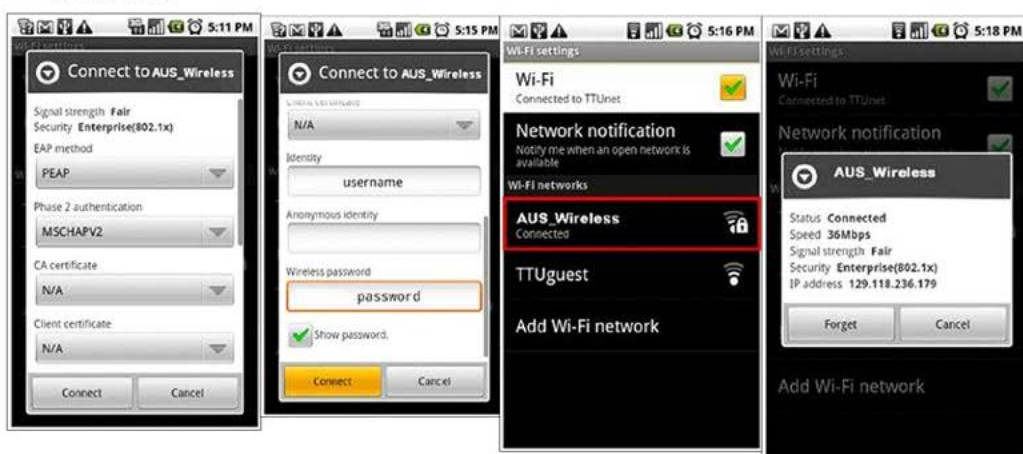 5:11 PM
Wi-Fi settings
Connect to AUS_Wireless
Signal strength Fair
Security Enterprise(802.1x)
EAP method
PEAP
Phase 2 authentication
MSCHAPV2
CA certificate
N/A
Client certificate
N/A
Connect Cancel
5:15 PM
Connect to AUS_Wireless
Client certificate
N/A
Identity
username
Anonymous identity
Wireless password
password
Show password.
Connect Cancel
5:16 PM
Wi-Fi settings
Wi-Fi
Connected to TTUnet
Network notification
Notify me when an open network is
available
Wi-Fi networks
AUS_Wireless
Connected
TTUguest
Add Wi-Fi network
5:18 PM
Wi-Fi settings
Wi-Fi
Connected to TTUnet
Network notification
AUS_Wireless
Status Connected
Speed 36Mbps
Signal strength Fair
Security Enterprise(802.1x)
IP address 129.118.236.179
Forget Cancel
Add Wi-Fi network